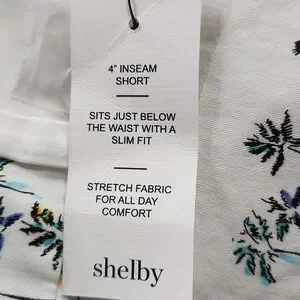 4" INSEAM
SHORT
SITS JUST BELOW
THE WAIST WITH A
SLIM FIT
STRETCH FABRIC
FOR ALL DAY
COMFORT
shelby